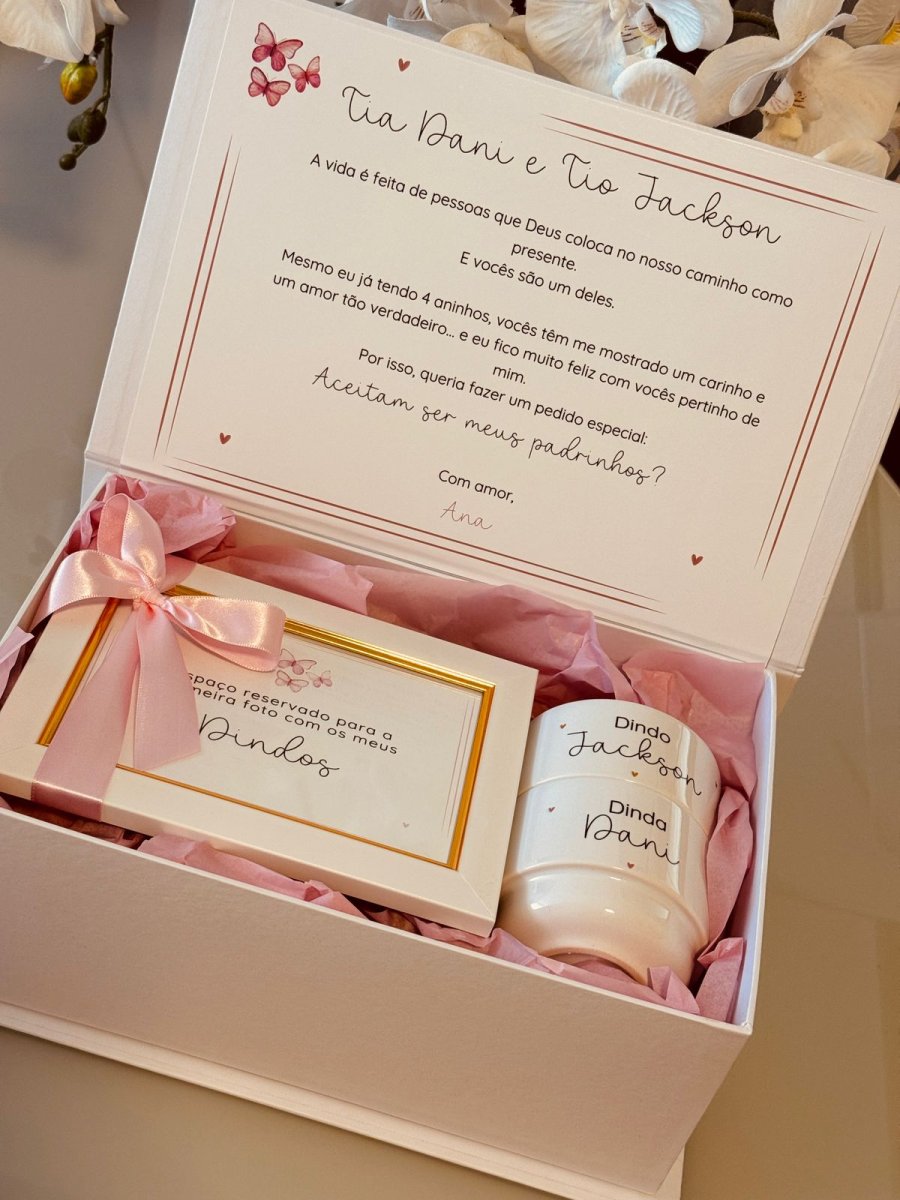 Tia Dani e Tio Jackson
A vida é feita de pessoas que Deus coloca no nosso caminho como
presente.
E vocês são um deles.
Mesmo eu já tendo 4 aninhos, vocês têm me mostrado um carinho e
um amor tão verdadeiro... e eu fico muito feliz com vocês pertinho de
mim.
Por isso, queria fazer um pedido especial:
Aceitam ser meus padrinhos?
Com amor,
Ana
reservado para a
foto com os meus
Dindos
Dindo
Jackson
Dinda
Dani